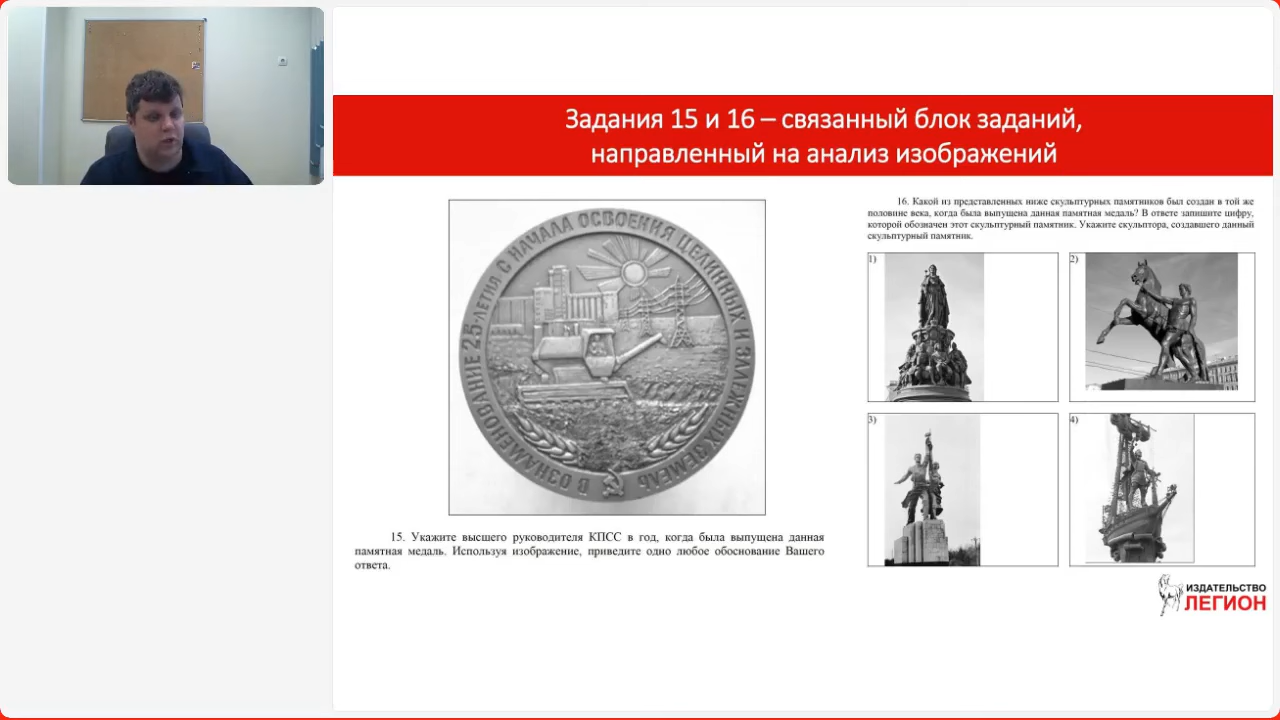 Задания 15 и 16 – связанный блок заданий,
направленный на анализ изображений
В ОЗНАМЕНОВАНИЕ 25-ЛЕТИЯ С НАЧАЛА ОСВОЕНИЯ ЦЕЛИННЫХ И ЗАЛЕЖНЫХ ЗЕМЕЛЬ
15. Укажите высшего руководителя КПСС в год, когда была выпущена данная
памятная медаль. Используя изображение, приведите одно любое обоснование Вашего
ответа.
16. Какой из представленных ниже скульптурных памятников был создан в той же
половине века, когда была выпущена данная памятная медаль? В ответе запишите цифру,
которой обозначен этот скульптурный памятник. Укажите скульптора, создавшего данный
скульптурный памятник.
1)
2)
3)
4)
ИЗДАТЕЛЬСТВО
ЛЕГИОН